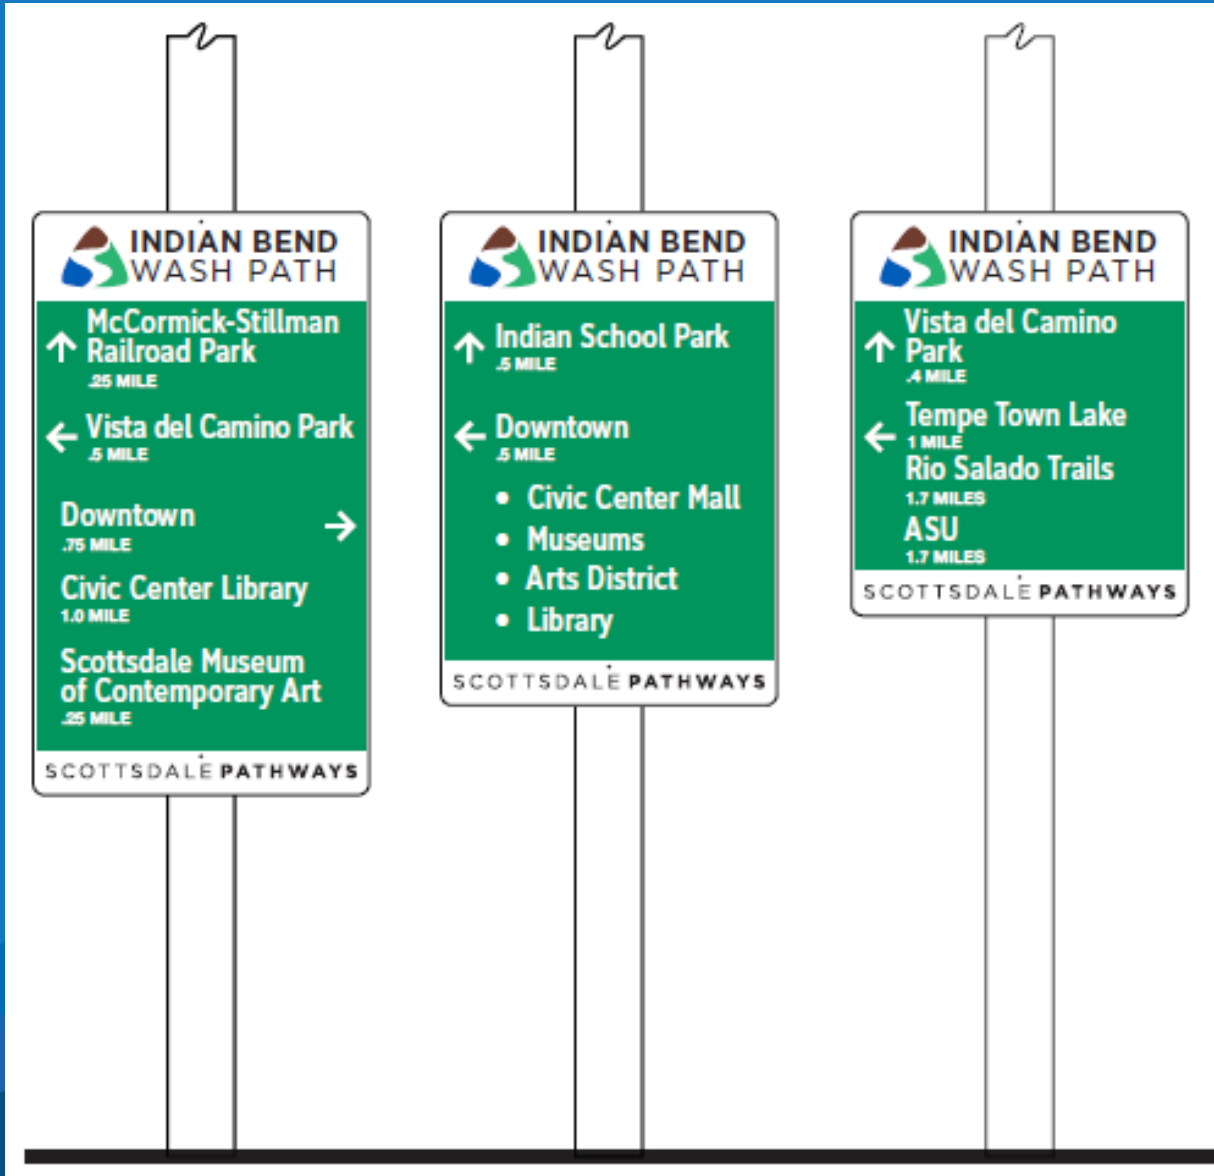 INDIAN BEND
WASH PATH
↑ McCormick-Stillman
Railroad Park
.25 MILE
← Vista del Camino Park
.5 MILE
Downtown →
.75 MILE
Civic Center Library
1.0 MILE
Scottsdale Museum
of Contemporary Art
.25 MILE
SCOTTSDALE PATHWAYS
INDIAN BEND
WASH PATH
↑ Indian School Park
.5 MILE
← Downtown
.5 MILE
• Civic Center Mall
• Museums
• Arts District
• Library
SCOTTSDALE PATHWAYS
INDIAN BEND
WASH PATH
↑ Vista del Camino
Park
.4 MILE
← Tempe Town Lake
1 MILE
Rio Salado Trails
1.7 MILES
ASU
1.7 MILES
SCOTTSDALE PATHWAYS